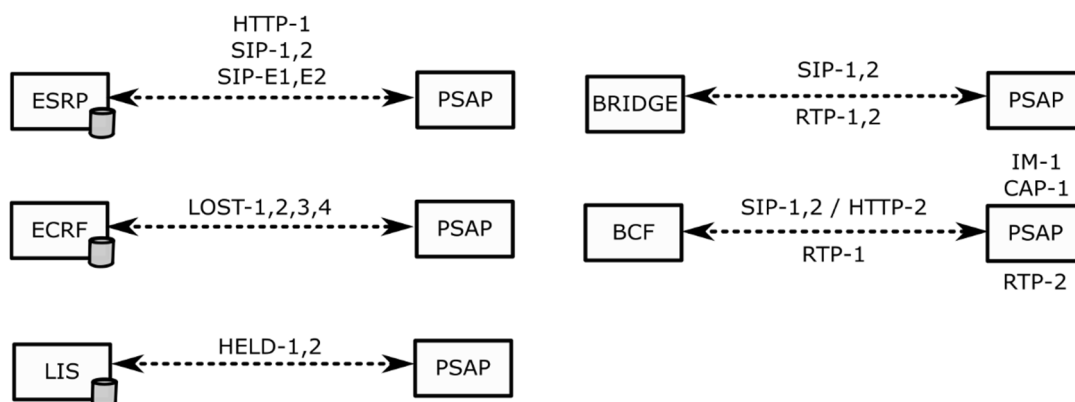 HTTP-1
SIP-1,2
SIP-E1,E2
ESRP
PSAP
LOST-1,2,3,4
ECRF
PSAP
HELD-1,2
LIS
PSAP
SIP-1,2
BRIDGE
PSAP
RTP-1,2
IM-1
CAP-1
SIP-1,2 / HTTP-2
BCF
PSAP
RTP-1
RTP-2